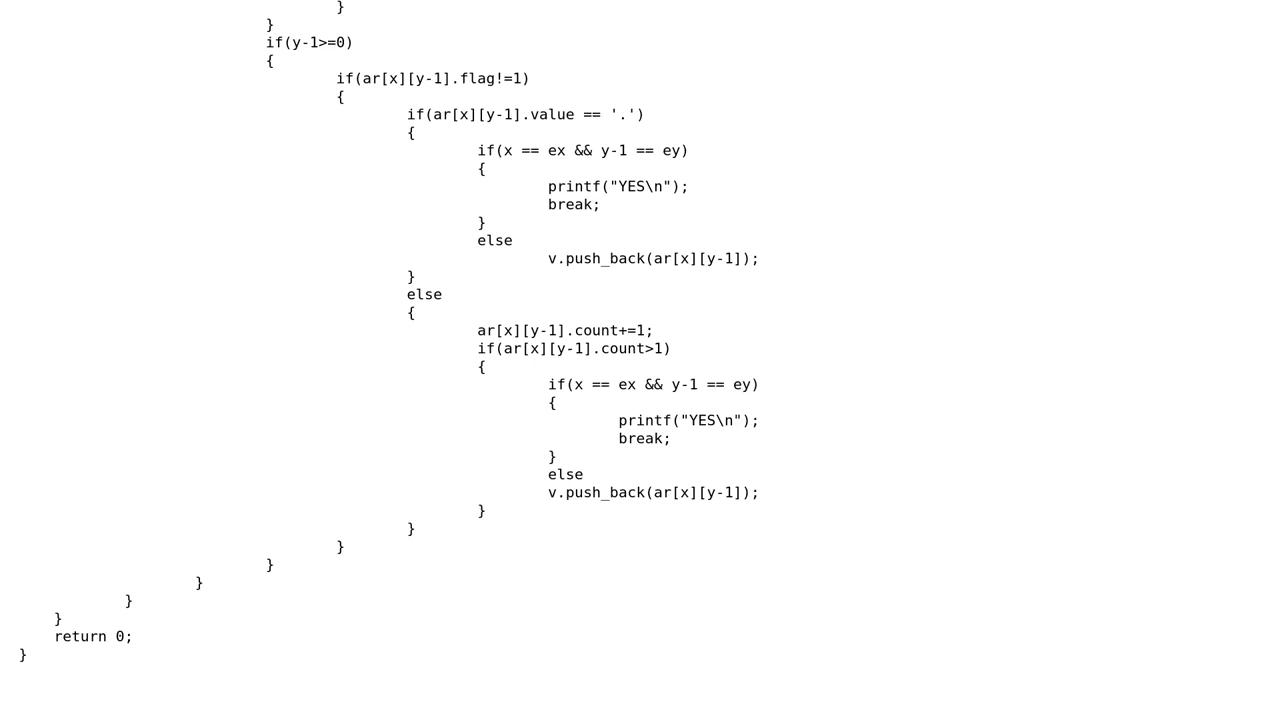 }
                            }
                            if(y-1>=0)
                            {
                                    if(ar[x][y-1].flag!=1)
                                    {
                                            if(ar[x][y-1].value == '.')
                                            {
                                                    if(x == ex && y-1 == ey)
                                                    {
                                                            printf("YES\n");
                                                            break;
                                                    }
                                                    else
                                                            v.push_back(ar[x][y-1]);
                                            }
                                            else
                                            {
                                                    ar[x][y-1].count+=1;
                                                    if(ar[x][y-1].count>1)
                                                    {
                                                            if(x == ex && y-1 == ey)
                                                            {
                                                                    printf("YES\n");
                                                                    break;
                                                            }
                                                            else
                                                            v.push_back(ar[x][y-1]);
                                                    }
                                            }
                                    }
                            }
                    }
            }
    }
    return 0;
}